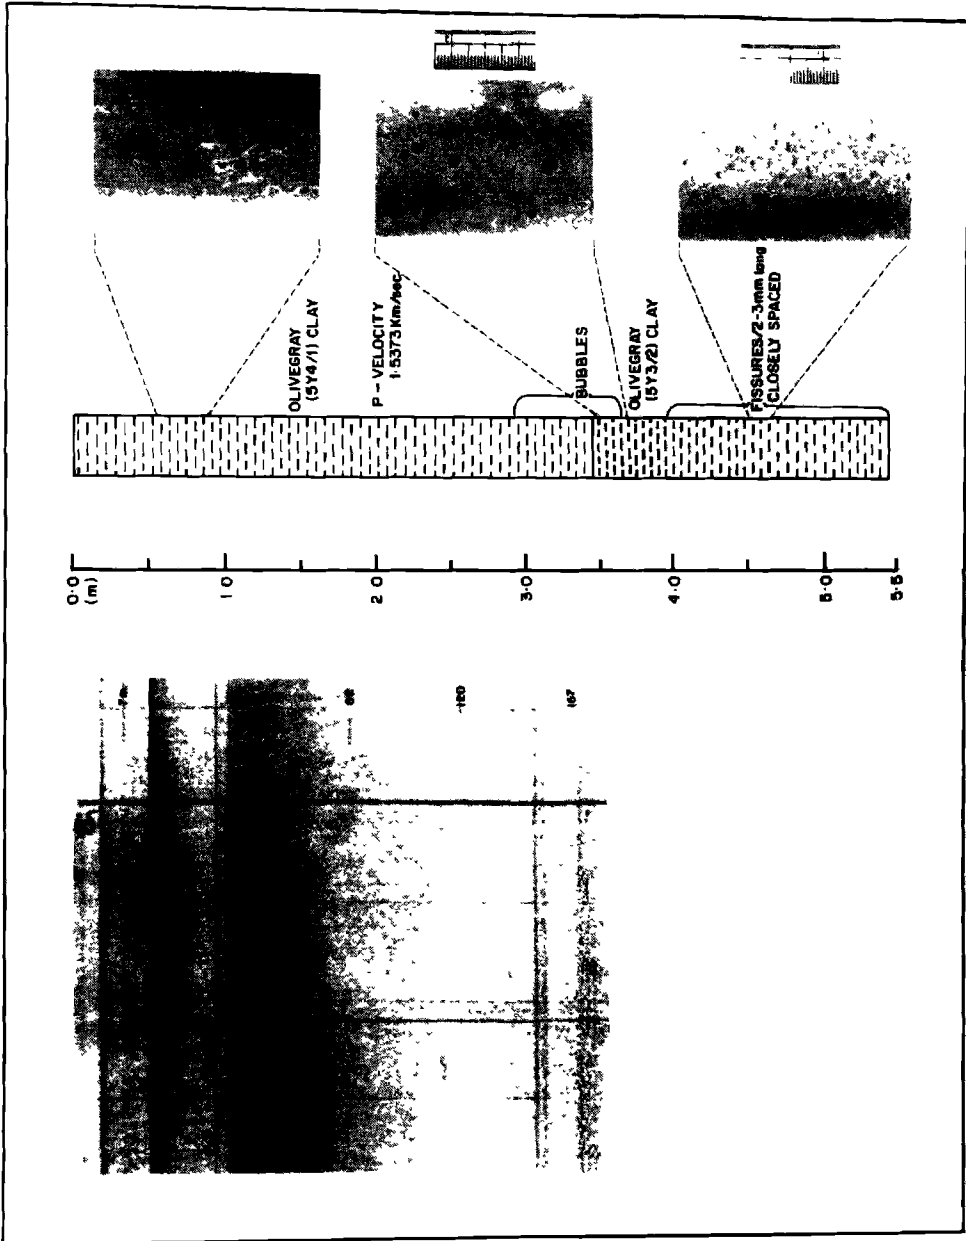 OLIVEGRAY
(5Y4/1) CLAY
P - VELOCITY
1·5373 Km/sec.
BUBBLES
OLIVEGRAY
(5Y3/2) CLAY
FISSURES/2-3mm long
CLOSELY SPACED
0·0
(m)
1·0
2·0
3·0
4·0
5·0
5·5
120
157